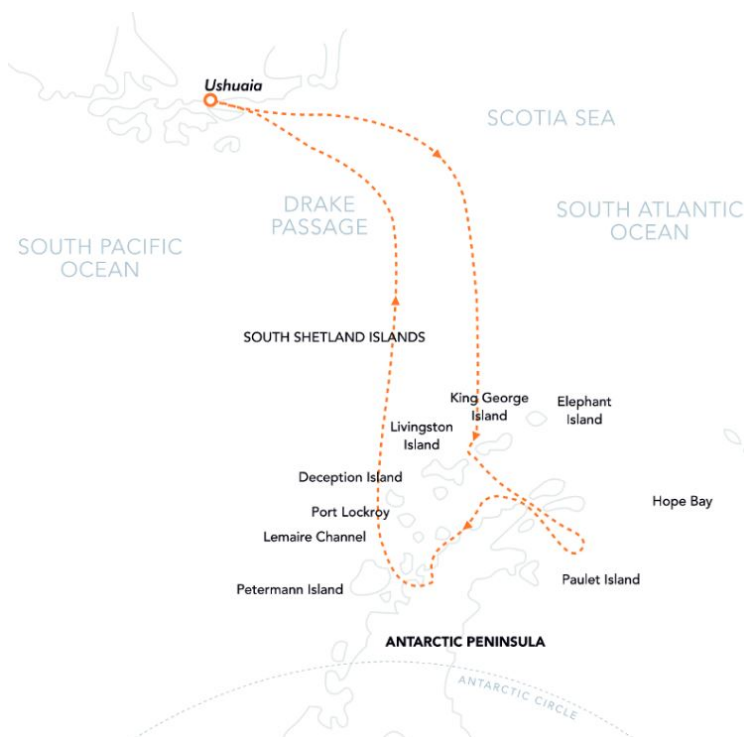 Ushuaia
SCOTIA SEA
DRAKE
PASSAGE
SOUTH ATLANTIC
OCEAN
SOUTH PACIFIC
OCEAN
SOUTH SHETLAND ISLANDS
King George
Island
Elephant
Island
Livingston
Island
Deception Island
Hope Bay
Port Lockroy
Lemaire Channel
Paulet Island
Petermann Island
ANTARCTIC PENINSULA
ANTARCTIC CIRCLE